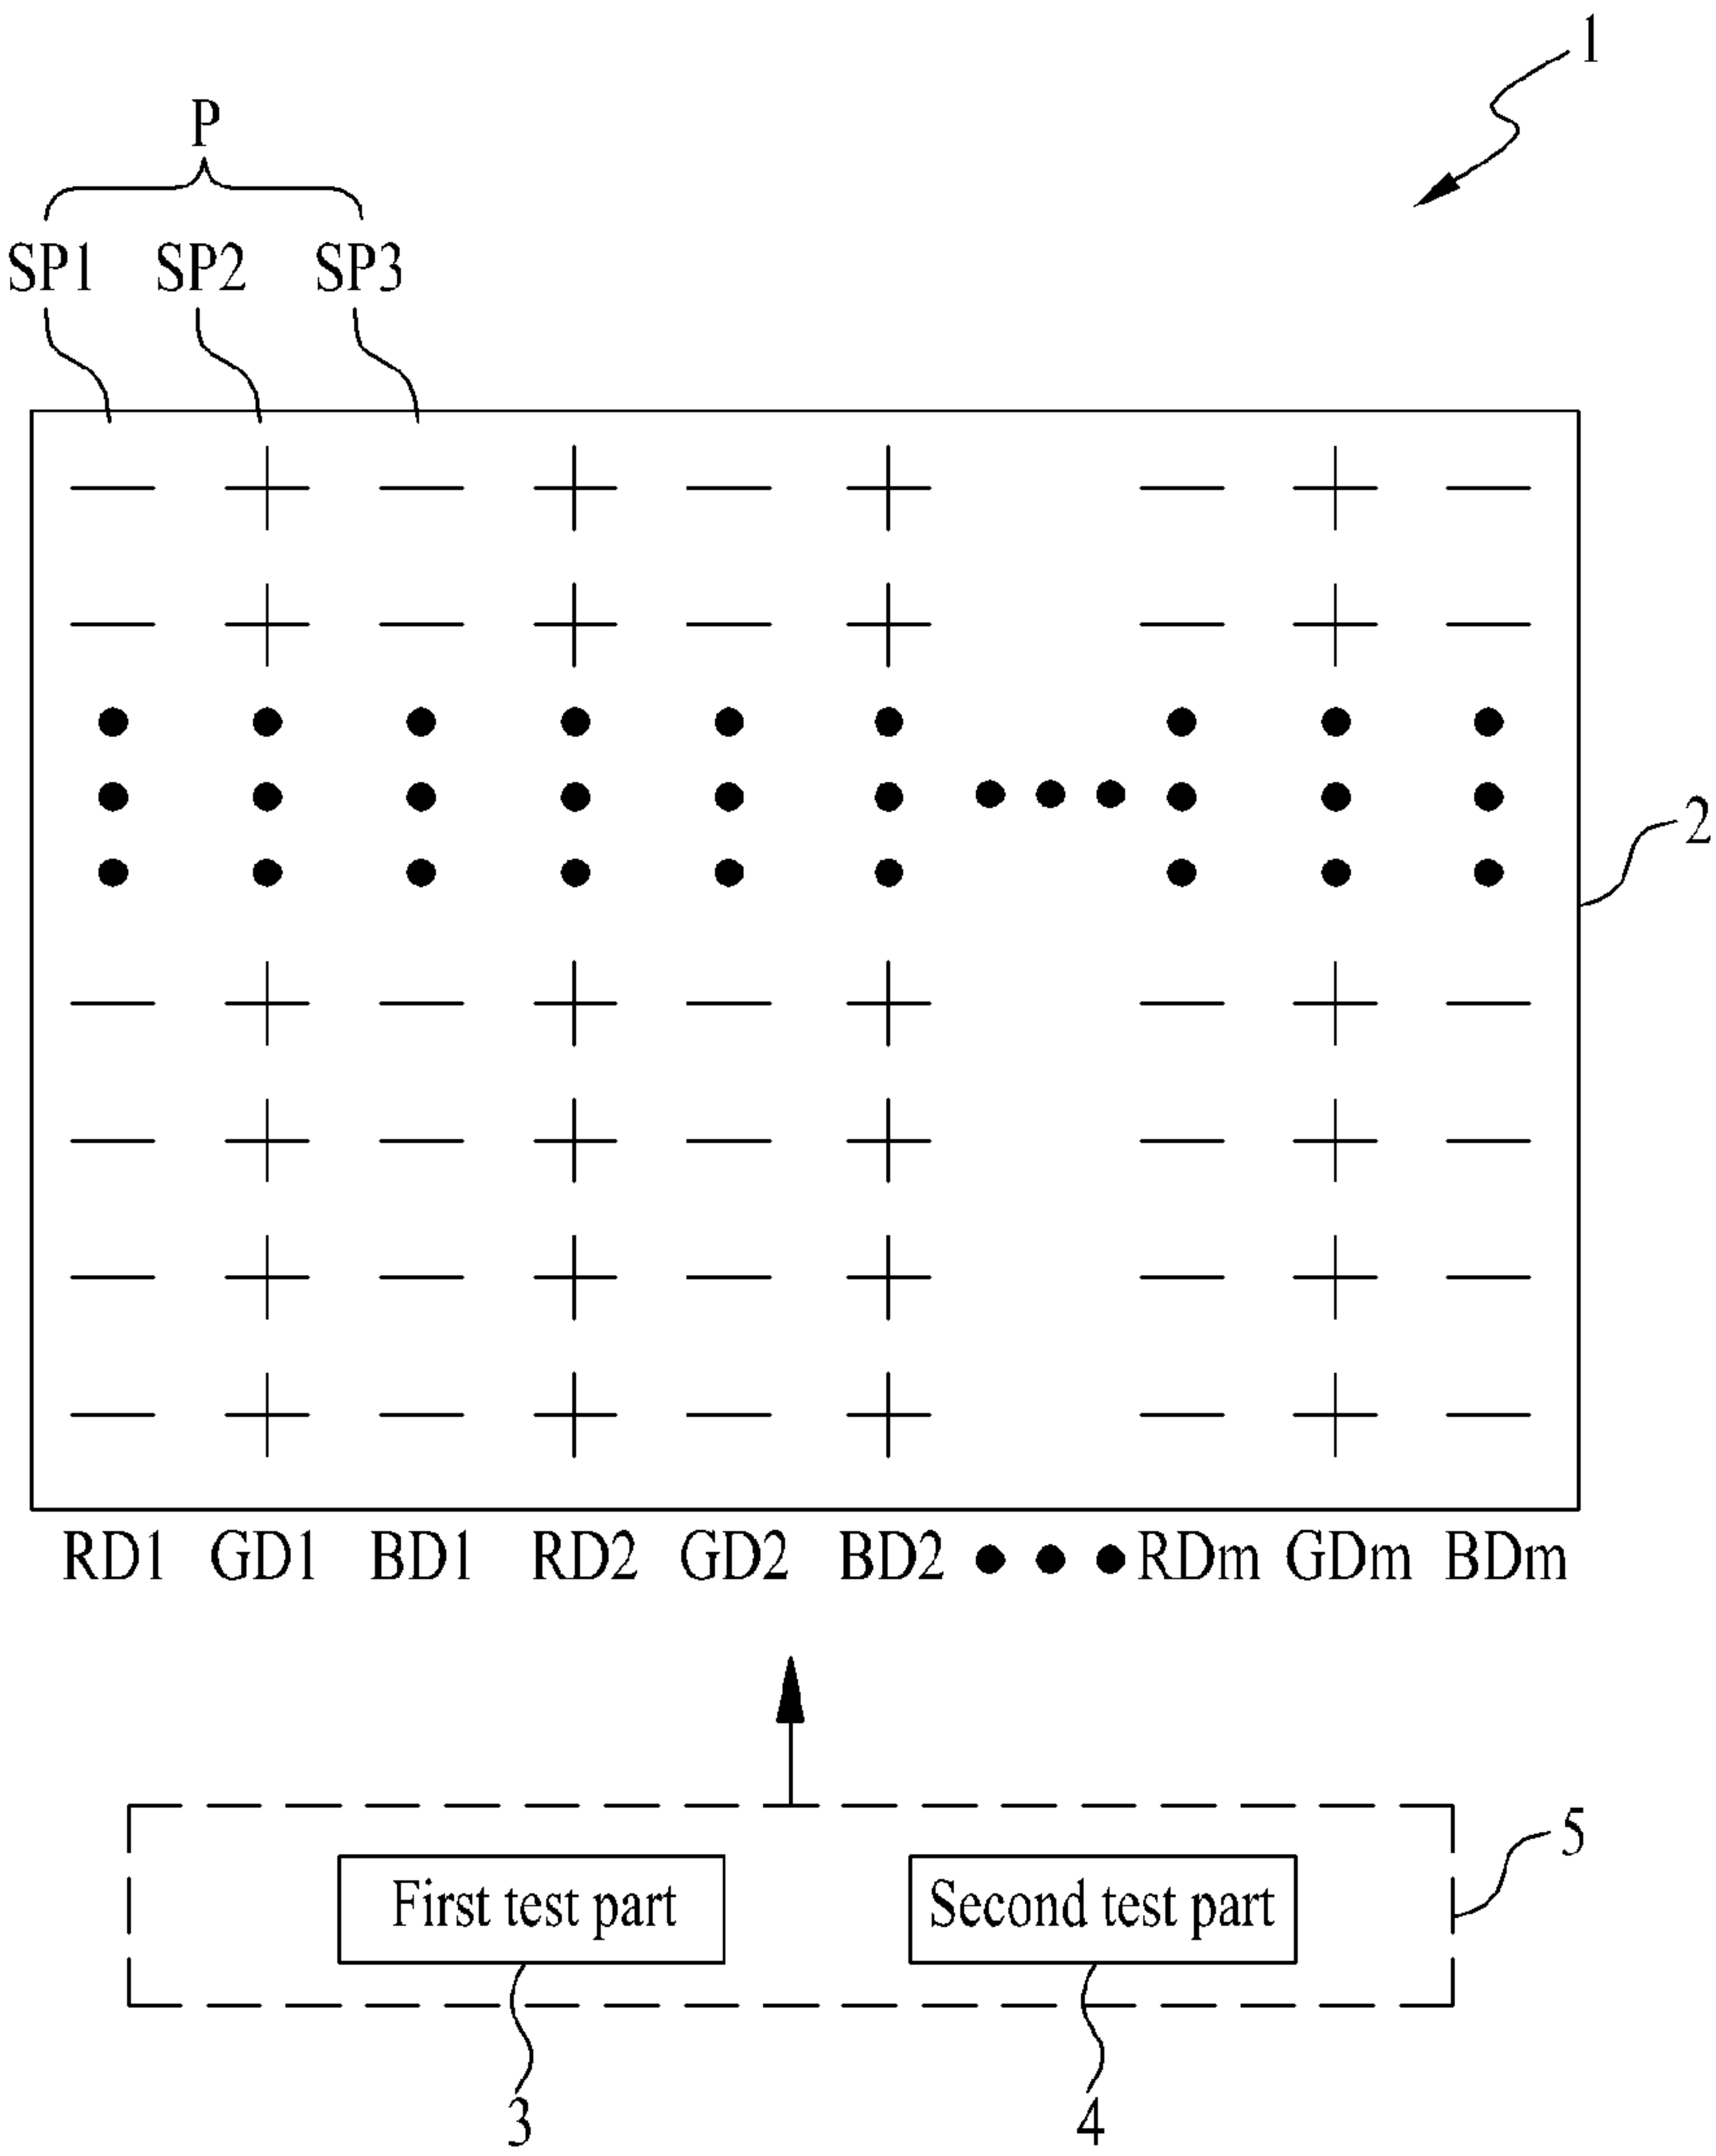 1
P
SP1 SP2 SP3
2
RD1 GD1 BD1 RD2 GD2 BD2 ● ● ● RDm GDm BDm
First test part Second test part
5
3 4